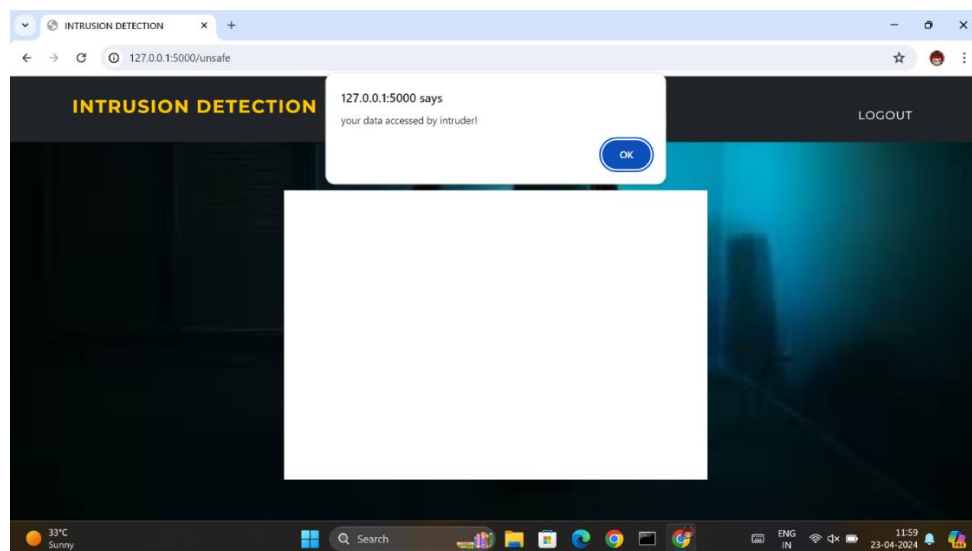 INTRUSION DETECTION
127.0.0.1:5000/unsafe
INTRUSION DETECTION
127.0.0.1:5000 says
your data accessed by intruder!
OK
LOGOUT
33°C
Sunny
Search
ENG
IN
11:59
23-04-2024